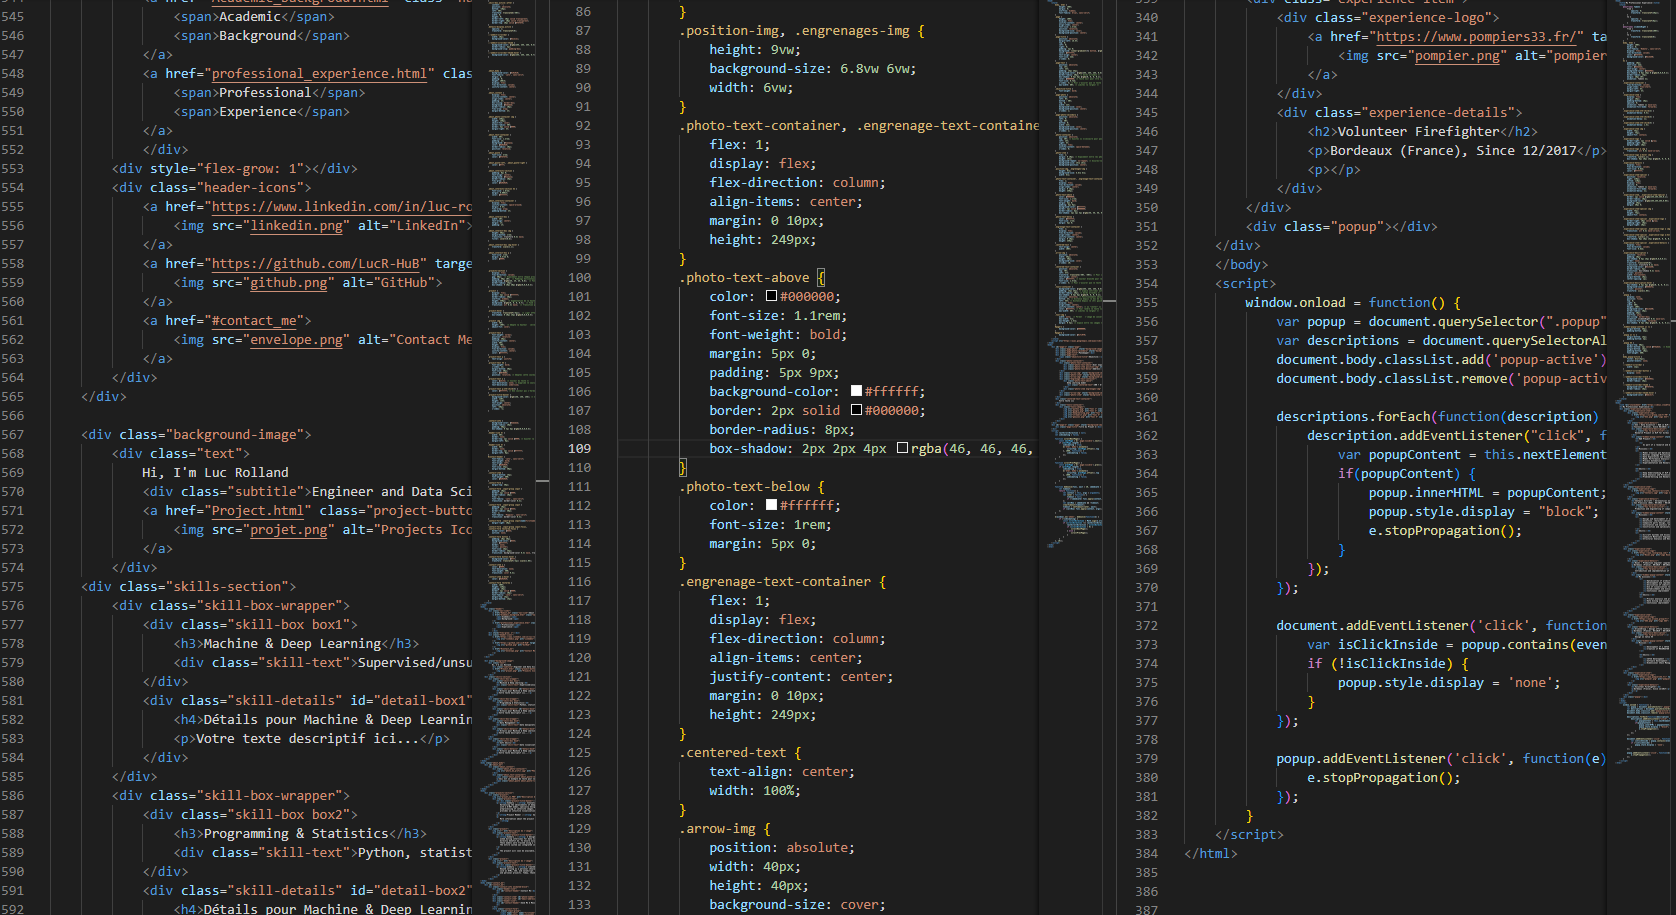 545 <span>Academic</span>
546 <span>Background</span>
547 </a>
548 <a href="professional_experience.html" clas
549 <span>Professional</span>
550 <span>Experience</span>
551 </a>
552 </div>
553 <div style="flex-grow: 1"></div>
554 <div class="header-icons">
555 <a href="https://www.linkedin.com/in/luc-ro
556 <img src="linkedin.png" alt="LinkedIn">
557 </a>
558 <a href="https://github.com/LucR-HuB" targe
559 <img src="github.png" alt="GitHub">
560 </a>
561 <a href="#contact_me">
562 <img src="envelope.png" alt="Contact Me
563 </a>
564 </div>
565 </div>
566
567 <div class="background-image">
568 <div class="text">
569 Hi, I'm Luc Rolland
570 <div class="subtitle">Engineer and Data Sci
571 <a href="Project.html" class="project-butto
572 <img src="projet.png" alt="Projects Ico
573 </a>
574 </div>
575 <div class="skills-section">
576 <div class="skill-box-wrapper">
577 <div class="skill-box box1">
578 <h3>Machine & Deep Learning</h3>
579 <div class="skill-text">Supervised/unsu
580 </div>
581 <div class="skill-details" id="detail-box1"
582 <h4>Détails pour Machine & Deep Learnin
583 <p>Votre texte descriptif ici...</p>
584 </div>
585 </div>
586 <div class="skill-box-wrapper">
587 <div class="skill-box box2">
588 <h3>Programming & Statistics</h3>
589 <div class="skill-text">Python, statist
590 </div>
591 <div class="skill-details" id="detail-box2"
592 <h4>Détails pour Machine & Deep Learnin
86 }
87 .position-img, .engrenages-img {
88 height: 9vw;
89 background-size: 6.8vw 6vw;
90 width: 6vw;
91 }
92 .photo-text-container, .engrenage-text-containe
93 flex: 1;
94 display: flex;
95 flex-direction: column;
96 align-items: center;
97 margin: 0 10px;
98 height: 249px;
99 }
100 .photo-text-above {
101 color: #000000;
102 font-size: 1.1rem;
103 font-weight: bold;
104 margin: 5px 0;
105 padding: 5px 9px;
106 background-color: #ffffff;
107 border: 2px solid #000000;
108 border-radius: 8px;
109 box-shadow: 2px 2px 4px rgba(46, 46, 46,
110 }
111 .photo-text-below {
112 color: #ffffff;
113 font-size: 1rem;
114 margin: 5px 0;
115 }
116 .engrenage-text-container {
117 flex: 1;
118 display: flex;
119 flex-direction: column;
120 align-items: center;
121 justify-content: center;
122 margin: 0 10px;
123 height: 249px;
124 }
125 .centered-text {
126 text-align: center;
127 width: 100%;
128 }
129 .arrow-img {
130 position: absolute;
131 width: 40px;
132 height: 40px;
133 background-size: cover;
340 <div class="experience-logo">
341 <a href="https://www.pompiers33.fr/" ta
342 <img src="pompier.png" alt="pompier
343 </a>
344 </div>
345 <div class="experience-details">
346 <h2>Volunteer Firefighter</h2>
347 <p>Bordeaux (France), Since 12/2017</p>
348 <p></p>
349 </div>
350 </div>
351 <div class="popup"></div>
352 </div>
353 </body>
354 <script>
355 window.onload = function() {
356 var popup = document.querySelector(".popup"
357 var descriptions = document.querySelectorAl
358 document.body.classList.add('popup-active')
359 document.body.classList.remove('popup-activ
360
361 descriptions.forEach(function(description)
362 description.addEventListener("click", f
363 var popupContent = this.nextElement
364 if(popupContent) {
365 popup.innerHTML = popupContent;
366 popup.style.display = "block";
367 e.stopPropagation();
368 }
369 });
370 });
371
372 document.addEventListener('click', function
373 var isClickInside = popup.contains(even
374 if (!isClickInside) {
375 popup.style.display = 'none';
376 }
377 });
378
379 popup.addEventListener('click', function(e)
380 e.stopPropagation();
381 });
382 }
383 </script>
384 </html>
385
386
387